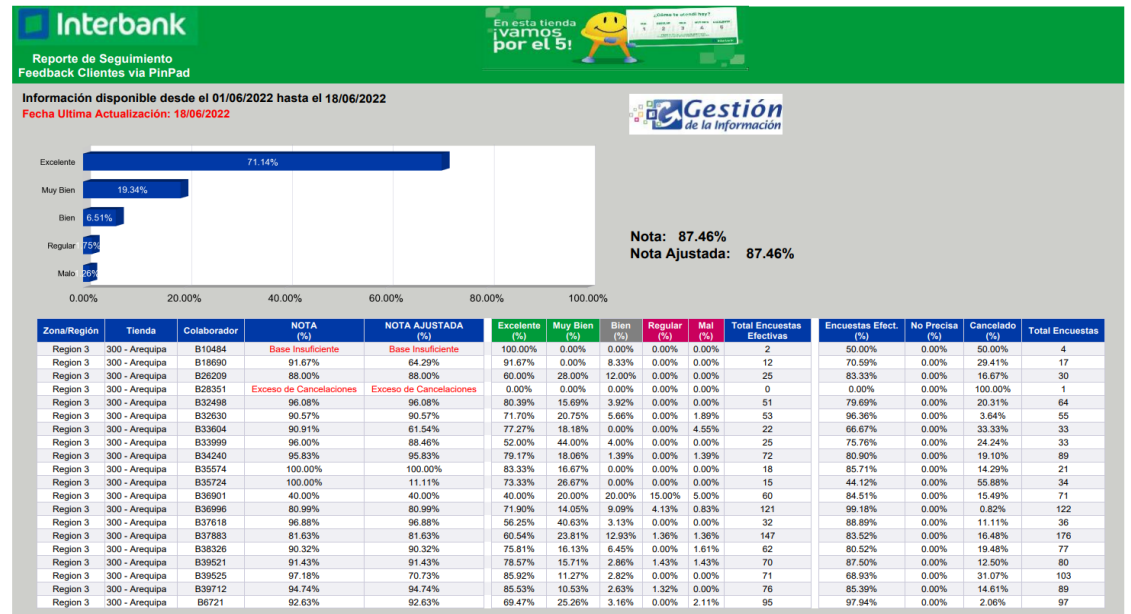 Interbank
En esta tienda
¡vamos
por el 5!
Reporte de Seguimiento
Feedback Clientes via PinPad
Información disponible desde el 01/06/2022 hasta el 18/06/2022
Fecha Ultima Actualización: 18/06/2022
Gestión
de la Información
Excelente 71.14%
Muy Bien 19.34%
Bien 6.51%
Regular 75%
Malo 26%
0.00% 20.00% 40.00% 60.00% 80.00% 100.00%
Nota: 87.46%
Nota Ajustada: 87.46%
Zona/Región Tienda Colaborador NOTA (%) NOTA AJUSTADA (%) Excelente (%) Muy Bien (%) Bien (%) Regular (%) Mal (%) Total Encuestas Efectivas Encuestas Efect. (%) No Precisa (%) Cancelado (%) Total Encuestas
Region 3 300 - Arequipa B10484 Base Insuficiente Base Insuficiente 100.00% 0.00% 0.00% 0.00% 0.00% 2 50.00% 0.00% 50.00% 4
Region 3 300 - Arequipa B18690 91.67% 64.29% 91.67% 0.00% 8.33% 0.00% 0.00% 12 70.59% 0.00% 29.41% 17
Region 3 300 - Arequipa B26209 88.00% 88.00% 60.00% 28.00% 12.00% 0.00% 0.00% 25 83.33% 0.00% 16.67% 30
Region 3 300 - Arequipa B28351 Exceso de Cancelaciones Exceso de Cancelaciones 0.00% 0.00% 0.00% 0.00% 0.00% 0 0.00% 0.00% 100.00% 1
Region 3 300 - Arequipa B32498 96.08% 96.08% 80.39% 15.69% 3.92% 0.00% 0.00% 51 79.69% 0.00% 20.31% 64
Region 3 300 - Arequipa B32630 90.57% 90.57% 71.70% 20.75% 5.66% 0.00% 1.89% 53 96.36% 0.00% 3.64% 55
Region 3 300 - Arequipa B33604 90.91% 61.54% 77.27% 18.18% 0.00% 0.00% 4.55% 22 66.67% 0.00% 33.33% 33
Region 3 300 - Arequipa B33999 96.00% 88.46% 52.00% 44.00% 4.00% 0.00% 0.00% 25 75.76% 0.00% 24.24% 33
Region 3 300 - Arequipa B34240 95.83% 95.83% 79.17% 18.06% 1.39% 0.00% 1.39% 72 80.90% 0.00% 19.10% 89
Region 3 300 - Arequipa B35574 100.00% 100.00% 83.33% 16.67% 0.00% 0.00% 0.00% 18 85.71% 0.00% 14.29% 21
Region 3 300 - Arequipa B35724 100.00% 11.11% 73.33% 26.67% 0.00% 0.00% 0.00% 15 44.12% 0.00% 55.88% 34
Region 3 300 - Arequipa B36901 40.00% 40.00% 40.00% 20.00% 20.00% 15.00% 5.00% 60 84.51% 0.00% 15.49% 71
Region 3 300 - Arequipa B36996 80.99% 80.99% 71.90% 14.05% 9.09% 4.13% 0.83% 121 99.18% 0.00% 0.82% 122
Region 3 300 - Arequipa B37618 96.88% 96.88% 56.25% 40.63% 3.13% 0.00% 0.00% 32 88.89% 0.00% 11.11% 36
Region 3 300 - Arequipa B37883 81.63% 81.63% 60.54% 23.81% 12.93% 1.36% 1.36% 147 83.52% 0.00% 16.48% 176
Region 3 300 - Arequipa B38326 90.32% 90.32% 75.81% 16.13% 6.45% 0.00% 1.61% 62 80.52% 0.00% 19.48% 77
Region 3 300 - Arequipa B39521 91.43% 91.43% 78.57% 15.71% 2.86% 1.43% 1.43% 70 87.50% 0.00% 12.50% 80
Region 3 300 - Arequipa B39525 97.18% 70.73% 85.92% 11.27% 2.82% 0.00% 0.00% 71 68.93% 0.00% 31.07% 103
Region 3 300 - Arequipa B39712 94.74% 94.74% 85.53% 10.53% 2.63% 1.32% 0.00% 76 85.39% 0.00% 14.61% 89
Region 3 300 - Arequipa B6721 92.63% 92.63% 69.47% 25.26% 3.16% 0.00% 2.11% 95 97.94% 0.00% 2.06% 97